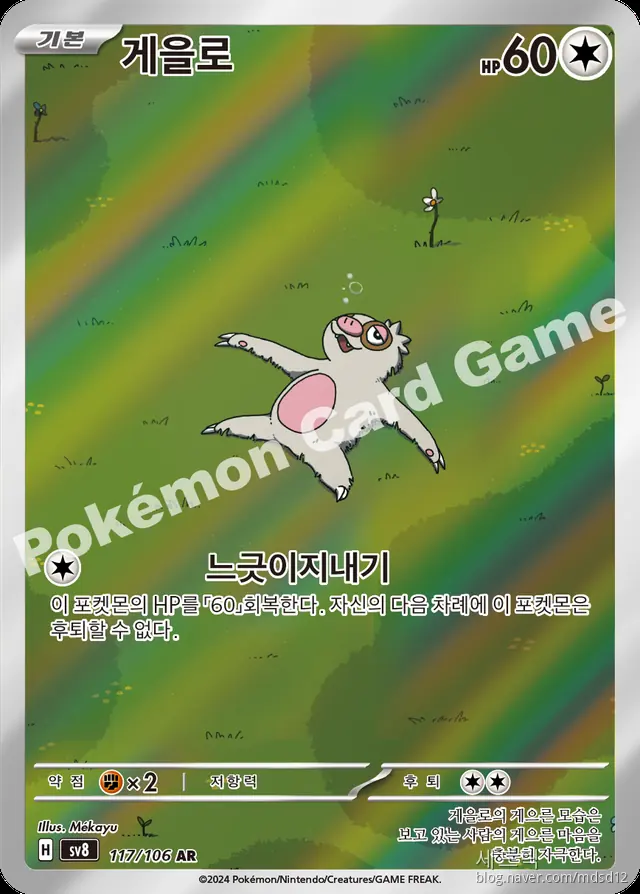 기본
게을로
HP 60
Pokémon Card Game
느긋이지내기
이 포켓몬의 HP를 「60」 회복한다. 자신의 다음 차례에 이 포켓몬은
후퇴할 수 없다.
약점 ×2 저항력 후퇴
Illus. Mékayu
게을로의 게으른 모습은
보고 있는 사람의 게으른 마음을
충분히 자극한다.
H sv8 117/106 AR
blog.naver.com/mdsd12
©2024 Pokémon/Nintendo/Creatures/GAME FREAK.